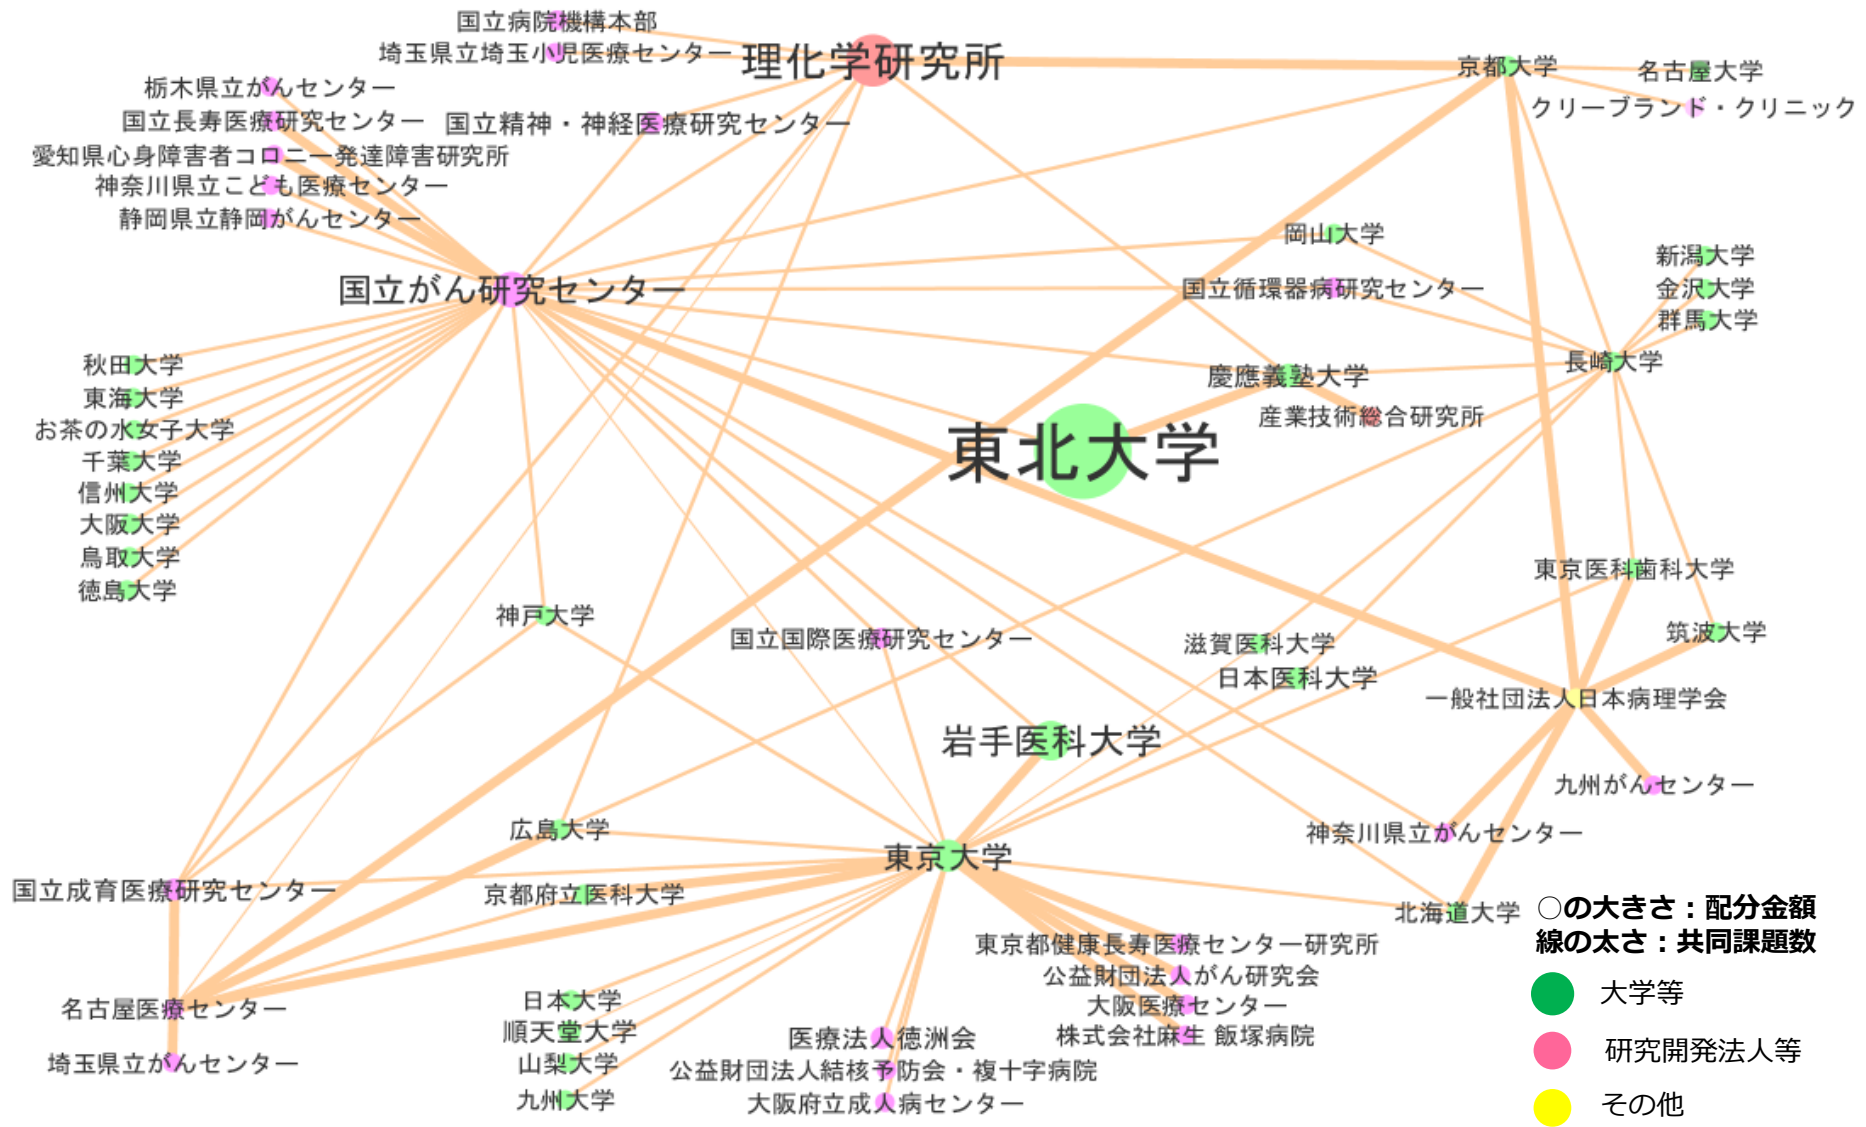 国立病院機構本部
埼玉県立埼玉小児医療センター
理化学研究所
京都大学
名古屋大学
クリーブランド・クリニック
栃木県立がんセンター
国立長寿医療研究センター
国立精神・神経医療研究センター
愛知県心身障害者コロニー発達障害研究所
神奈川県立こども医療センター
静岡県立静岡がんセンター
国立がん研究センター
岡山大学
国立循環器病研究センター
新潟大学
金沢大学
群馬大学
長崎大学
慶應義塾大学
産業技術総合研究所
東北大学
秋田大学
東海大学
お茶の水女子大学
千葉大学
信州大学
大阪大学
鳥取大学
徳島大学
神戸大学
国立国際医療研究センター
滋賀医科大学
日本医科大学
東京医科歯科大学
筑波大学
一般社団法人日本病理学会
岩手医科大学
九州がんセンター
神奈川県立がんセンター
広島大学
東京大学
国立成育医療研究センター
京都府立医科大学
北海道大学
東京都健康長寿医療センター研究所
公益財団法人がん研究会
大阪医療センター
株式会社麻生 飯塚病院
名古屋医療センター
埼玉県立がんセンター
日本大学
順天堂大学
山梨大学
九州大学
医療法人徳洲会
公益財団法人結核予防会・複十字病院
大阪府立成人病センター
○の大きさ：配分金額
線の太さ：共同課題数
大学等
研究開発法人等
その他